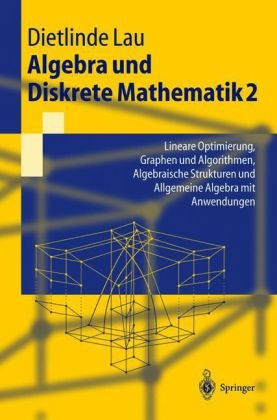 Dietlinde Lau
Algebra und
Diskrete Mathematik 2
Lineare Optimierung,
Graphen und Algorithmen,
Algebraische Strukturen und
Allgemeine Algebra mit
Anwendungen
Springer